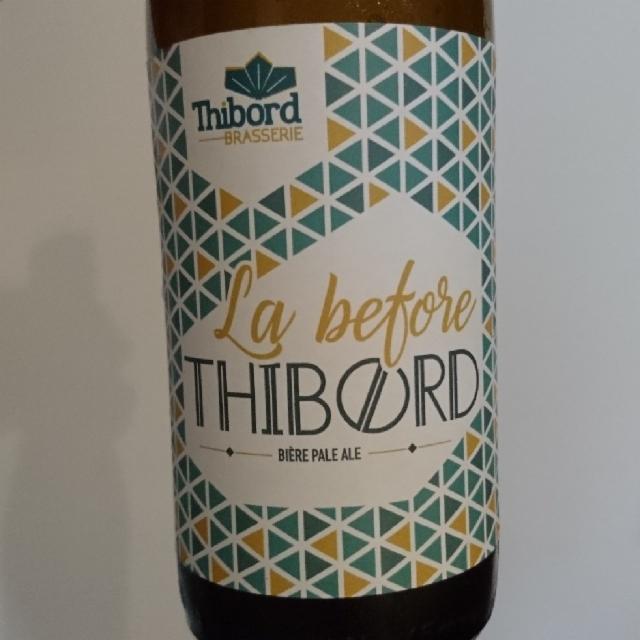 Thibord
BRASSERIE
La before
THIBØRD
BIÈRE PALE ALE